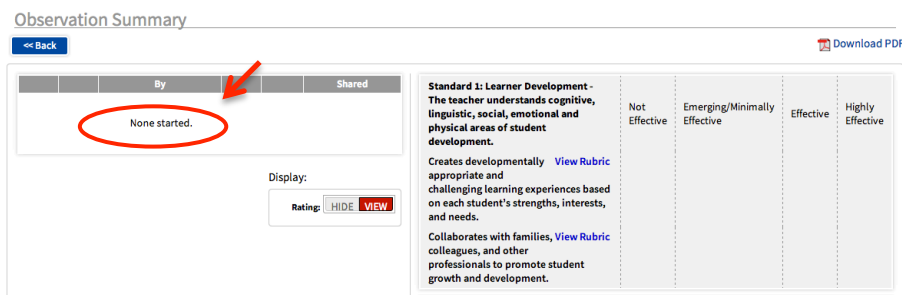 Observation Summary
<< Back
Download PDF
By Shared
None started.
Display:
Rating: HIDE VIEW
Standard 1: Learner Development -
The teacher understands cognitive,
linguistic, social, emotional and
physical areas of student
development.
Not
Effective
Emerging/Minimally
Effective
Effective
Highly
Effective
Creates developmentally View Rubric
appropriate and
challenging learning experiences based
on each student's strengths, interests,
and needs.
Collaborates with families, View Rubric
colleagues, and other
professionals to promote student
growth and development.